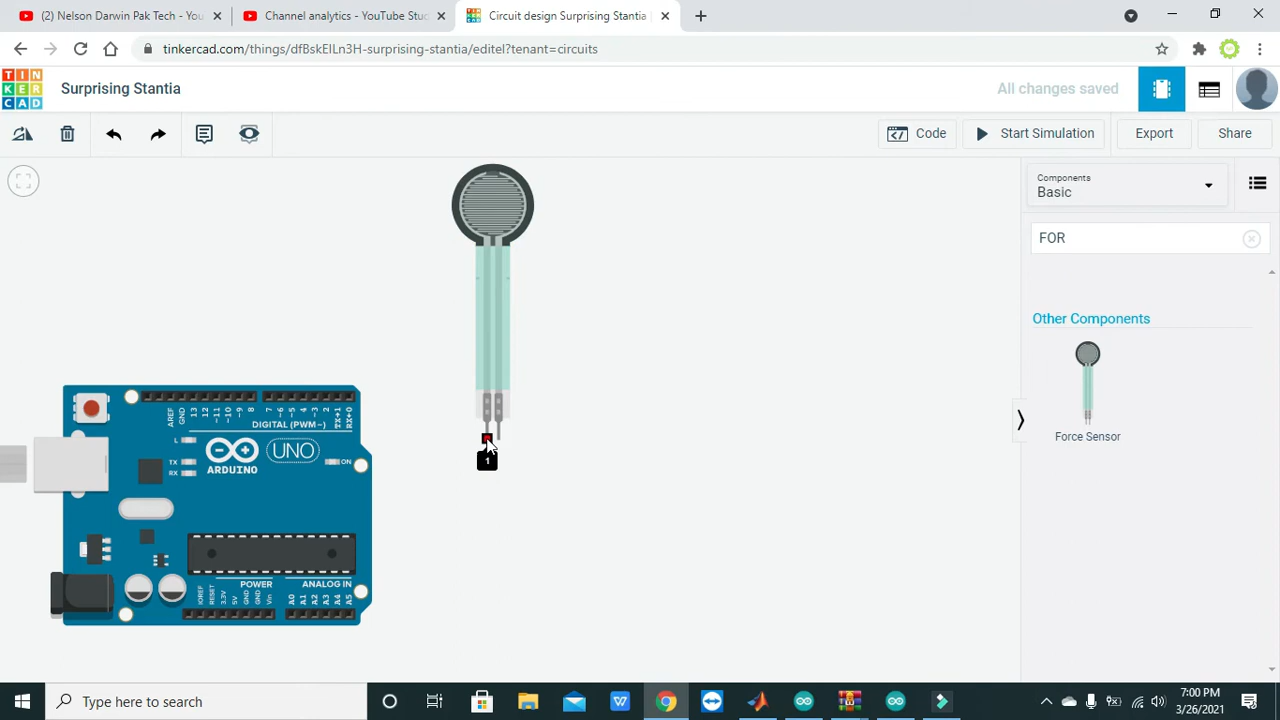 (2) Nelson Darwin Pak Tech - Yo
Channel analytics - YouTube Stud
Circuit design Surprising Stantia
tinkercad.com/things/dfBskEILn3H-surprising-stantia/editel?tenant=circuits
TIN
KER
CAD
Surprising Stantia
All changes saved
Code
Start Simulation
Export
Share
Components
Basic
FOR
Other Components
Force Sensor
1
AREF
GND
13
12
~11
~10
~9
8
7
~6
~5
4
~3
2
TX→1
RX←0
DIGITAL (PWM~)
L
TX
RX
ARDUINO
UNO
ON
POWER
ANALOG IN
IOREF
RESET
3.3V
5V
GND
GND
Vin
A0
A1
A2
A3
A4
A5
Type here to search
7:00 PM
3/26/2021